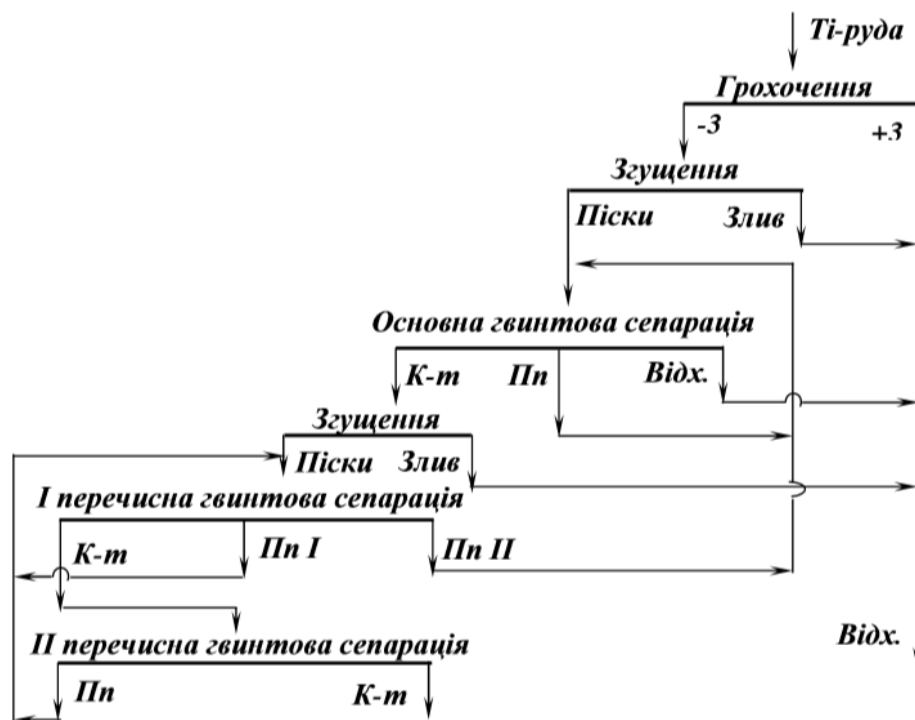 Ті-руда
Грохочення
-3 +3
Згущення
Піски Злив
Основна гвинтова сепарація
К-т Пп Відх.
Згущення
Піски Злив
І перечисна гвинтова сепарація
К-т Пп І Пп ІІ
ІІ перечисна гвинтова сепарація
Відх.
Пп К-т